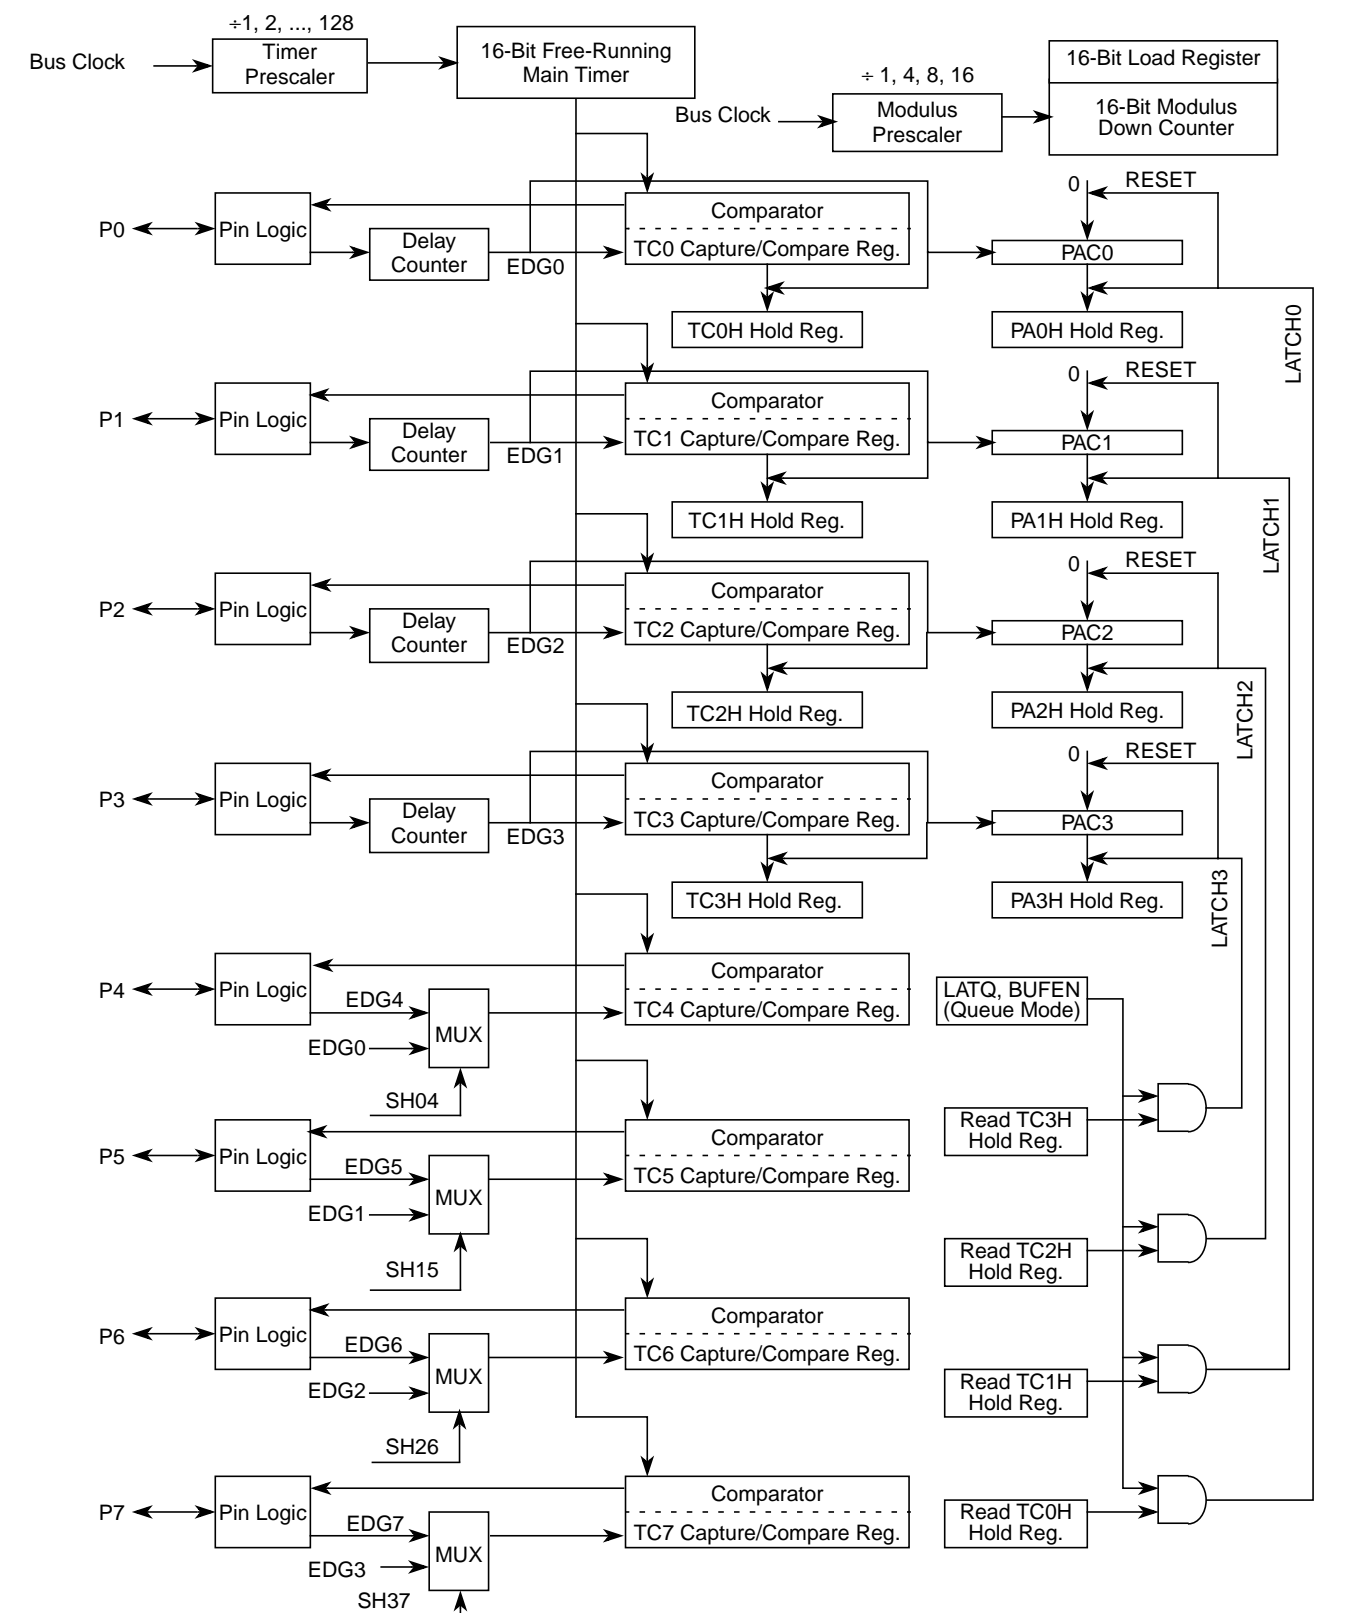 ÷1, 2, ..., 128
Bus Clock
Timer
Prescaler
16-Bit Free-Running
Main Timer
÷ 1, 4, 8, 16
Bus Clock
Modulus
Prescaler
16-Bit Load Register
16-Bit Modulus
Down Counter
P0
Pin Logic
Delay
Counter
EDG0
Comparator
TC0 Capture/Compare Reg.
TC0H Hold Reg.
0
RESET
PAC0
PA0H Hold Reg.
LATCH0
P1
Pin Logic
Delay
Counter
EDG1
Comparator
TC1 Capture/Compare Reg.
TC1H Hold Reg.
0
RESET
PAC1
PA1H Hold Reg.
LATCH1
P2
Pin Logic
Delay
Counter
EDG2
Comparator
TC2 Capture/Compare Reg.
TC2H Hold Reg.
0
RESET
PAC2
PA2H Hold Reg.
LATCH2
P3
Pin Logic
Delay
Counter
EDG3
Comparator
TC3 Capture/Compare Reg.
TC3H Hold Reg.
0
RESET
PAC3
PA3H Hold Reg.
LATCH3
P4
Pin Logic
EDG4
EDG0
MUX
SH04
Comparator
TC4 Capture/Compare Reg.
LATQ, BUFEN
(Queue Mode)
Read TC3H
Hold Reg.
P5
Pin Logic
EDG5
EDG1
MUX
SH15
Comparator
TC5 Capture/Compare Reg.
Read TC2H
Hold Reg.
P6
Pin Logic
EDG6
EDG2
MUX
SH26
Comparator
TC6 Capture/Compare Reg.
Read TC1H
Hold Reg.
P7
Pin Logic
EDG7
EDG3
MUX
SH37
Comparator
TC7 Capture/Compare Reg.
Read TC0H
Hold Reg.